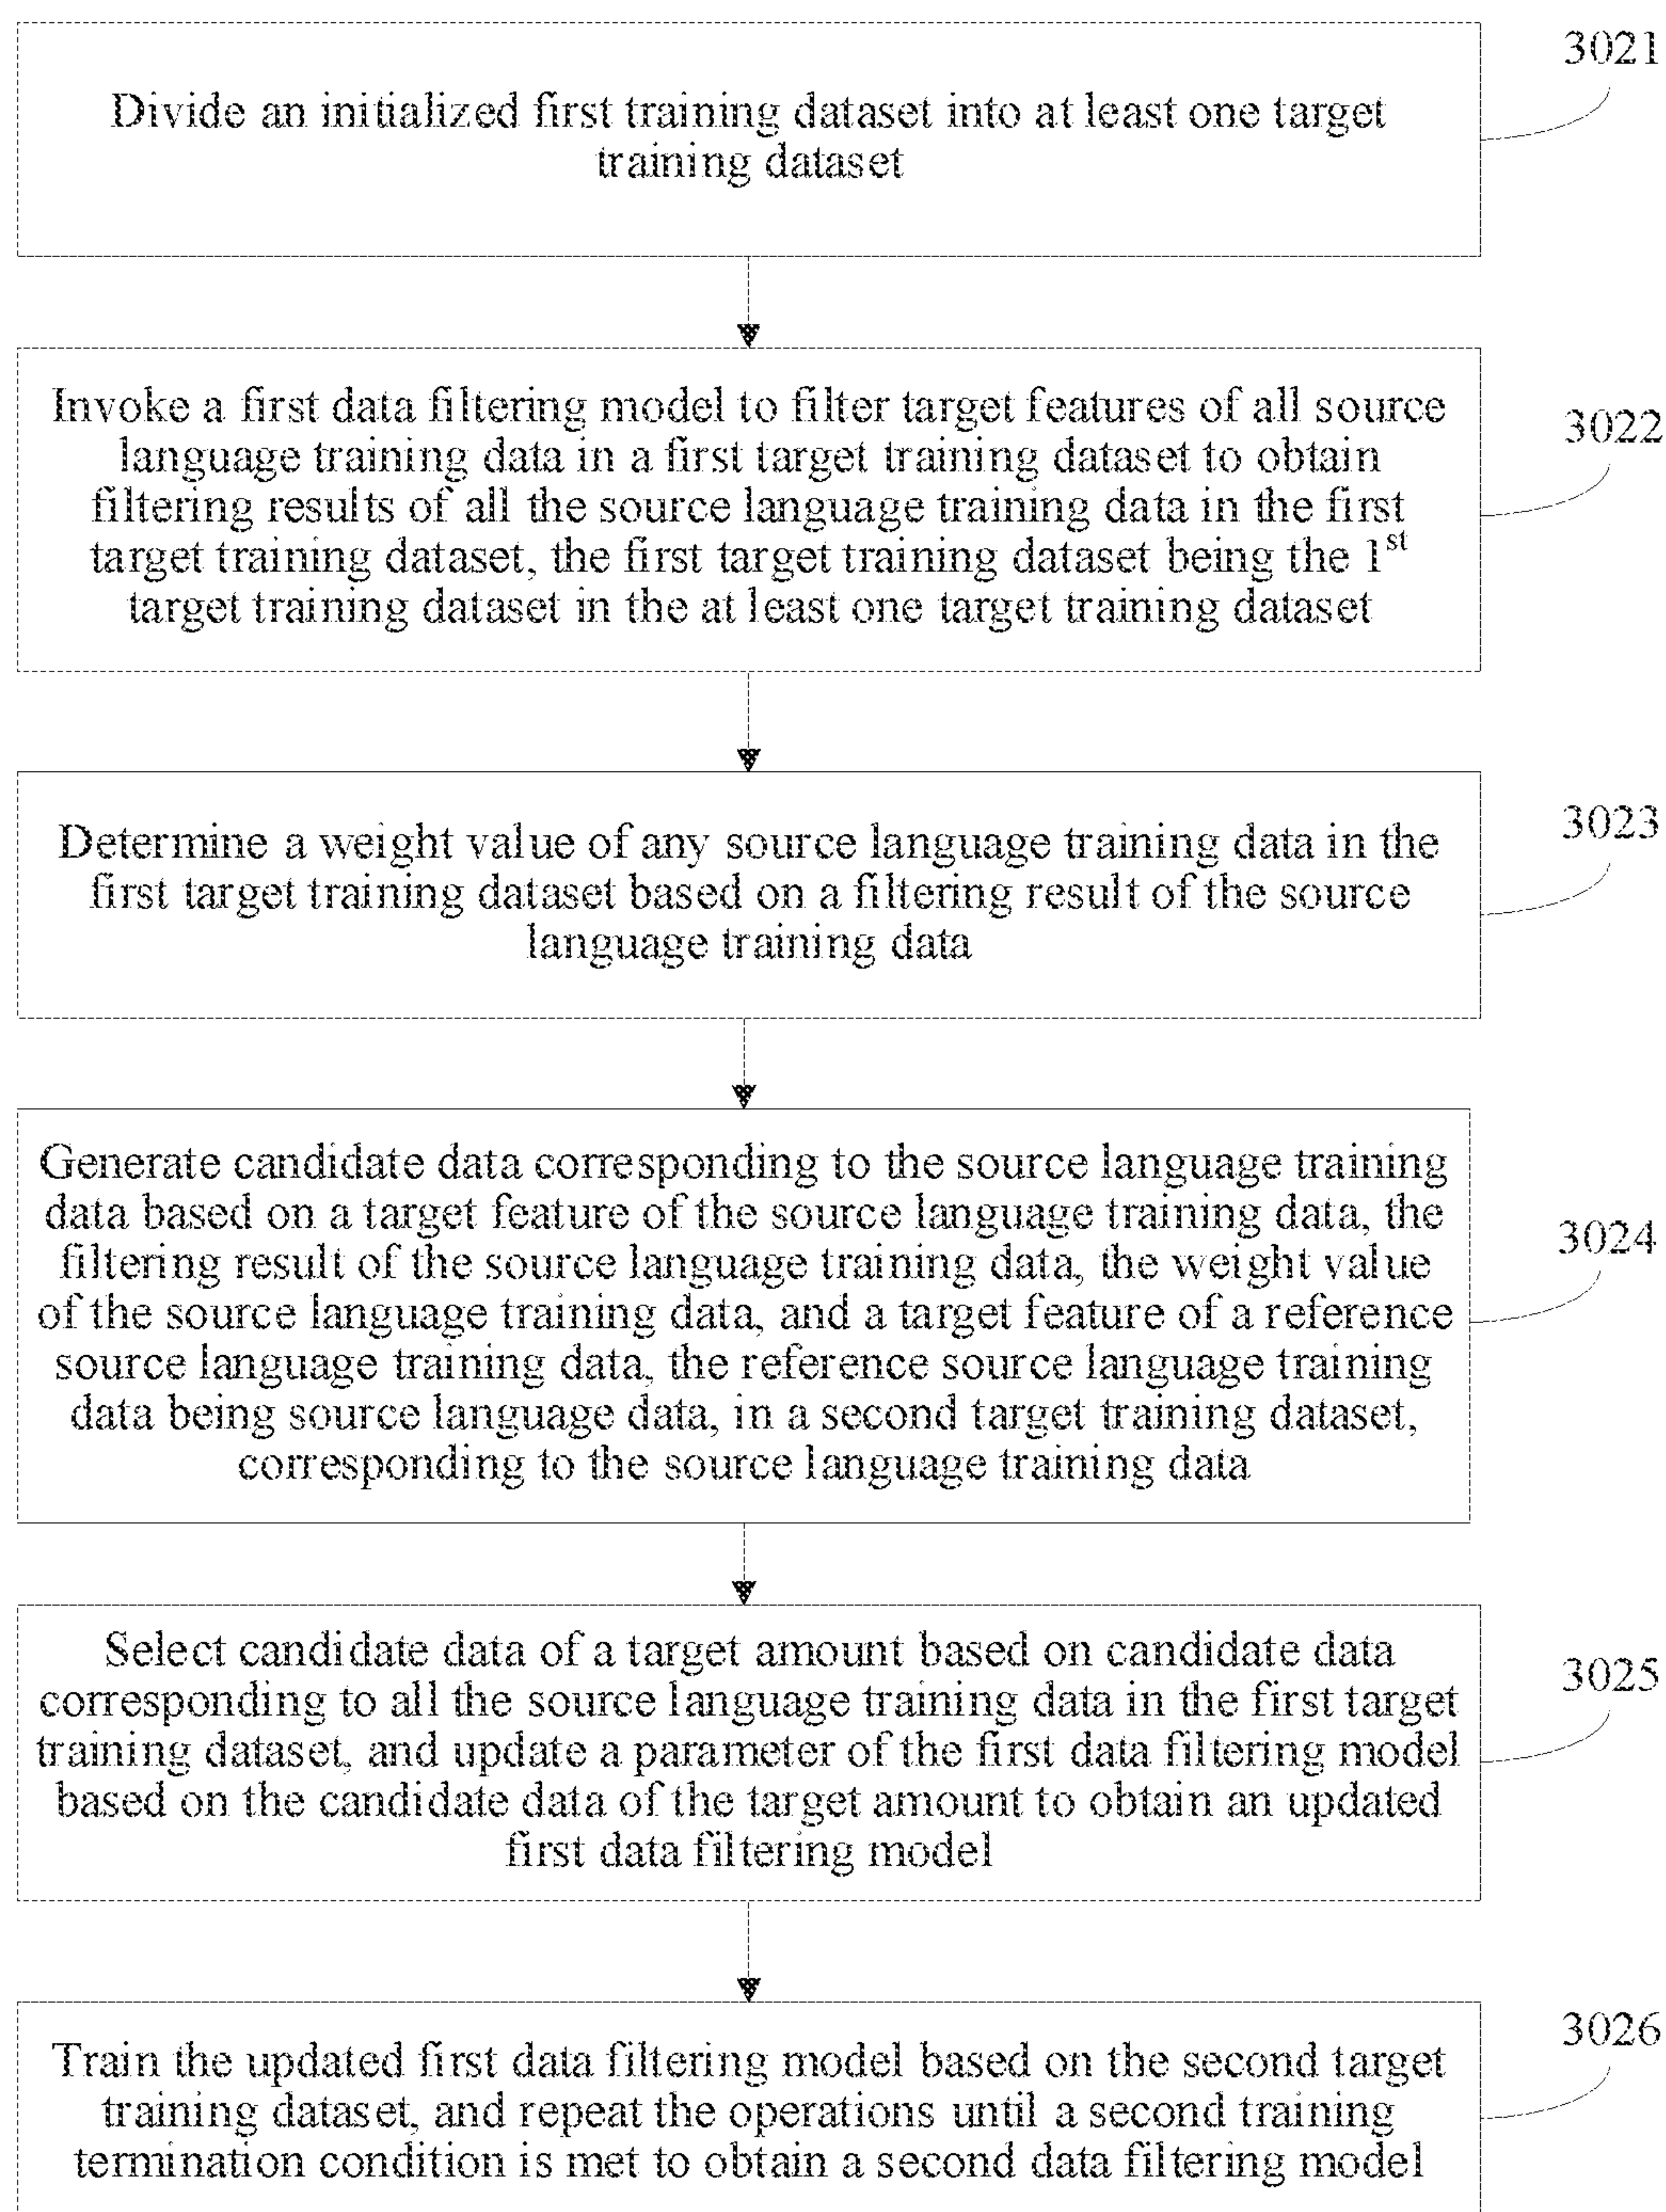 3021
Divide an initialized first training dataset into at least one target
training dataset
3022
Invoke a first data filtering model to filter target features of all source
language training data in a first target training dataset to obtain
filtering results of all the source language training data in the first
target training dataset, the first target training dataset being the 1st
target training dataset in the at least one target training dataset
3023
Determine a weight value of any source language training data in the
first target training dataset based on a filtering result of the source
language training data
3024
Generate candidate data corresponding to the source language training
data based on a target feature of the source language training data, the
filtering result of the source language training data, the weight value
of the source language training data, and a target feature of a reference
source language training data, the reference source language training
data being source language data, in a second target training dataset,
corresponding to the source language training data
3025
Select candidate data of a target amount based on candidate data
corresponding to all the source language training data in the first target
training dataset, and update a parameter of the first data filtering model
based on the candidate data of the target amount to obtain an updated
first data filtering model
3026
Train the updated first data filtering model based on the second target
training dataset, and repeat the operations until a second training
termination condition is met to obtain a second data filtering model